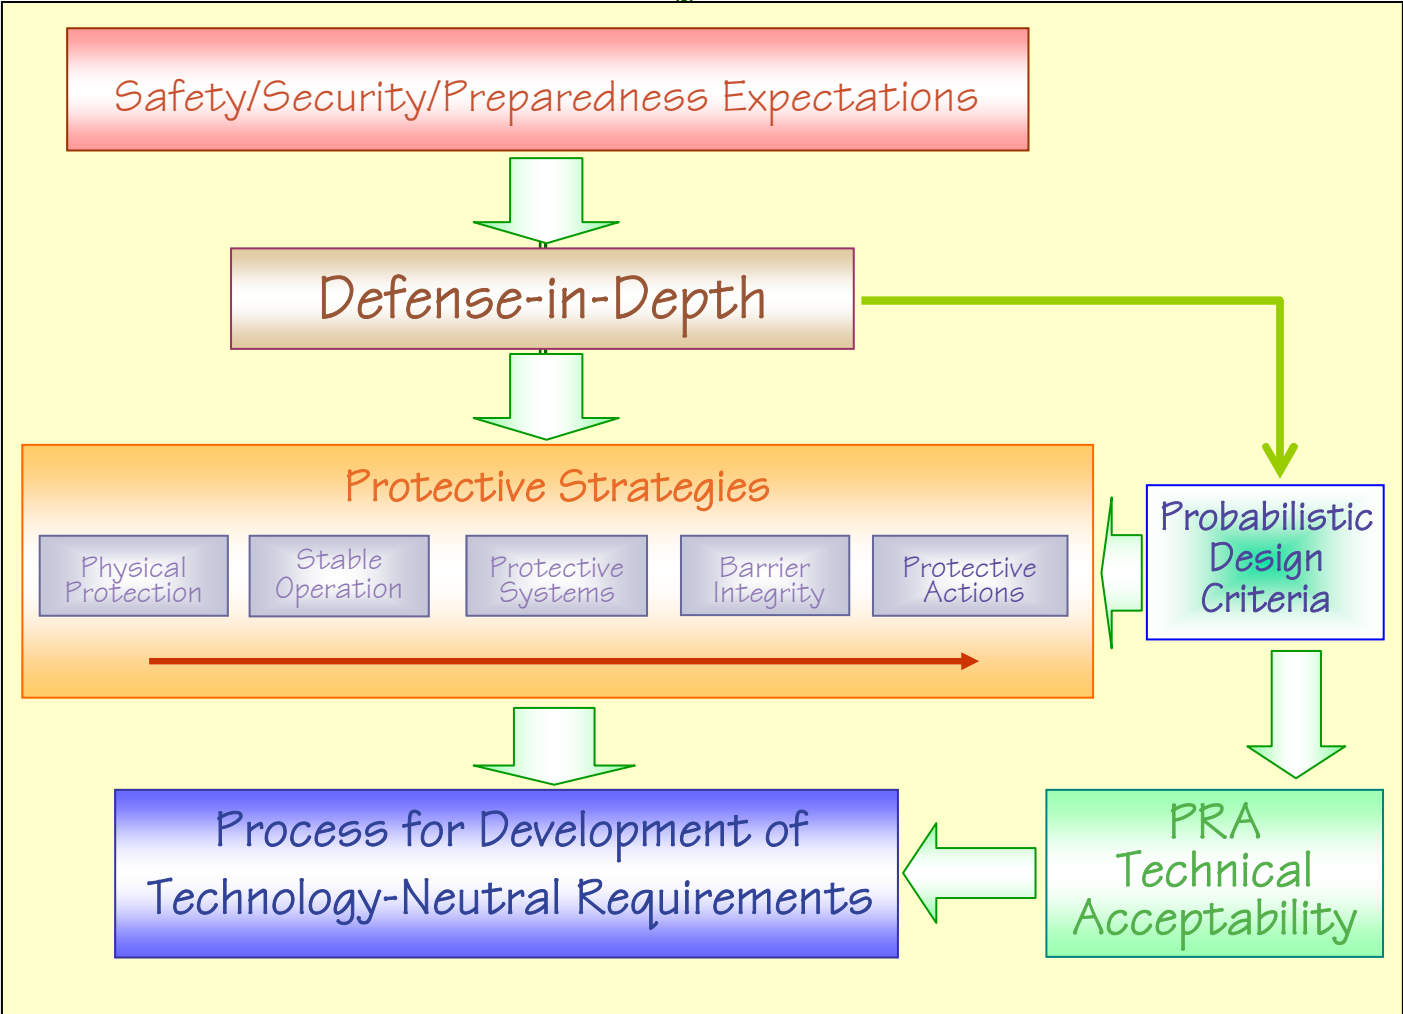 Safety/Security/Preparedness Expectations
Defense-in-Depth
Protective Strategies
Physical
Protection
Stable
Operation
Protective
Systems
Barrier
Integrity
Protective
Actions
Probabilistic
Design
Criteria
Process for Development of
Technology-Neutral Requirements
PRA
Technical
Acceptability